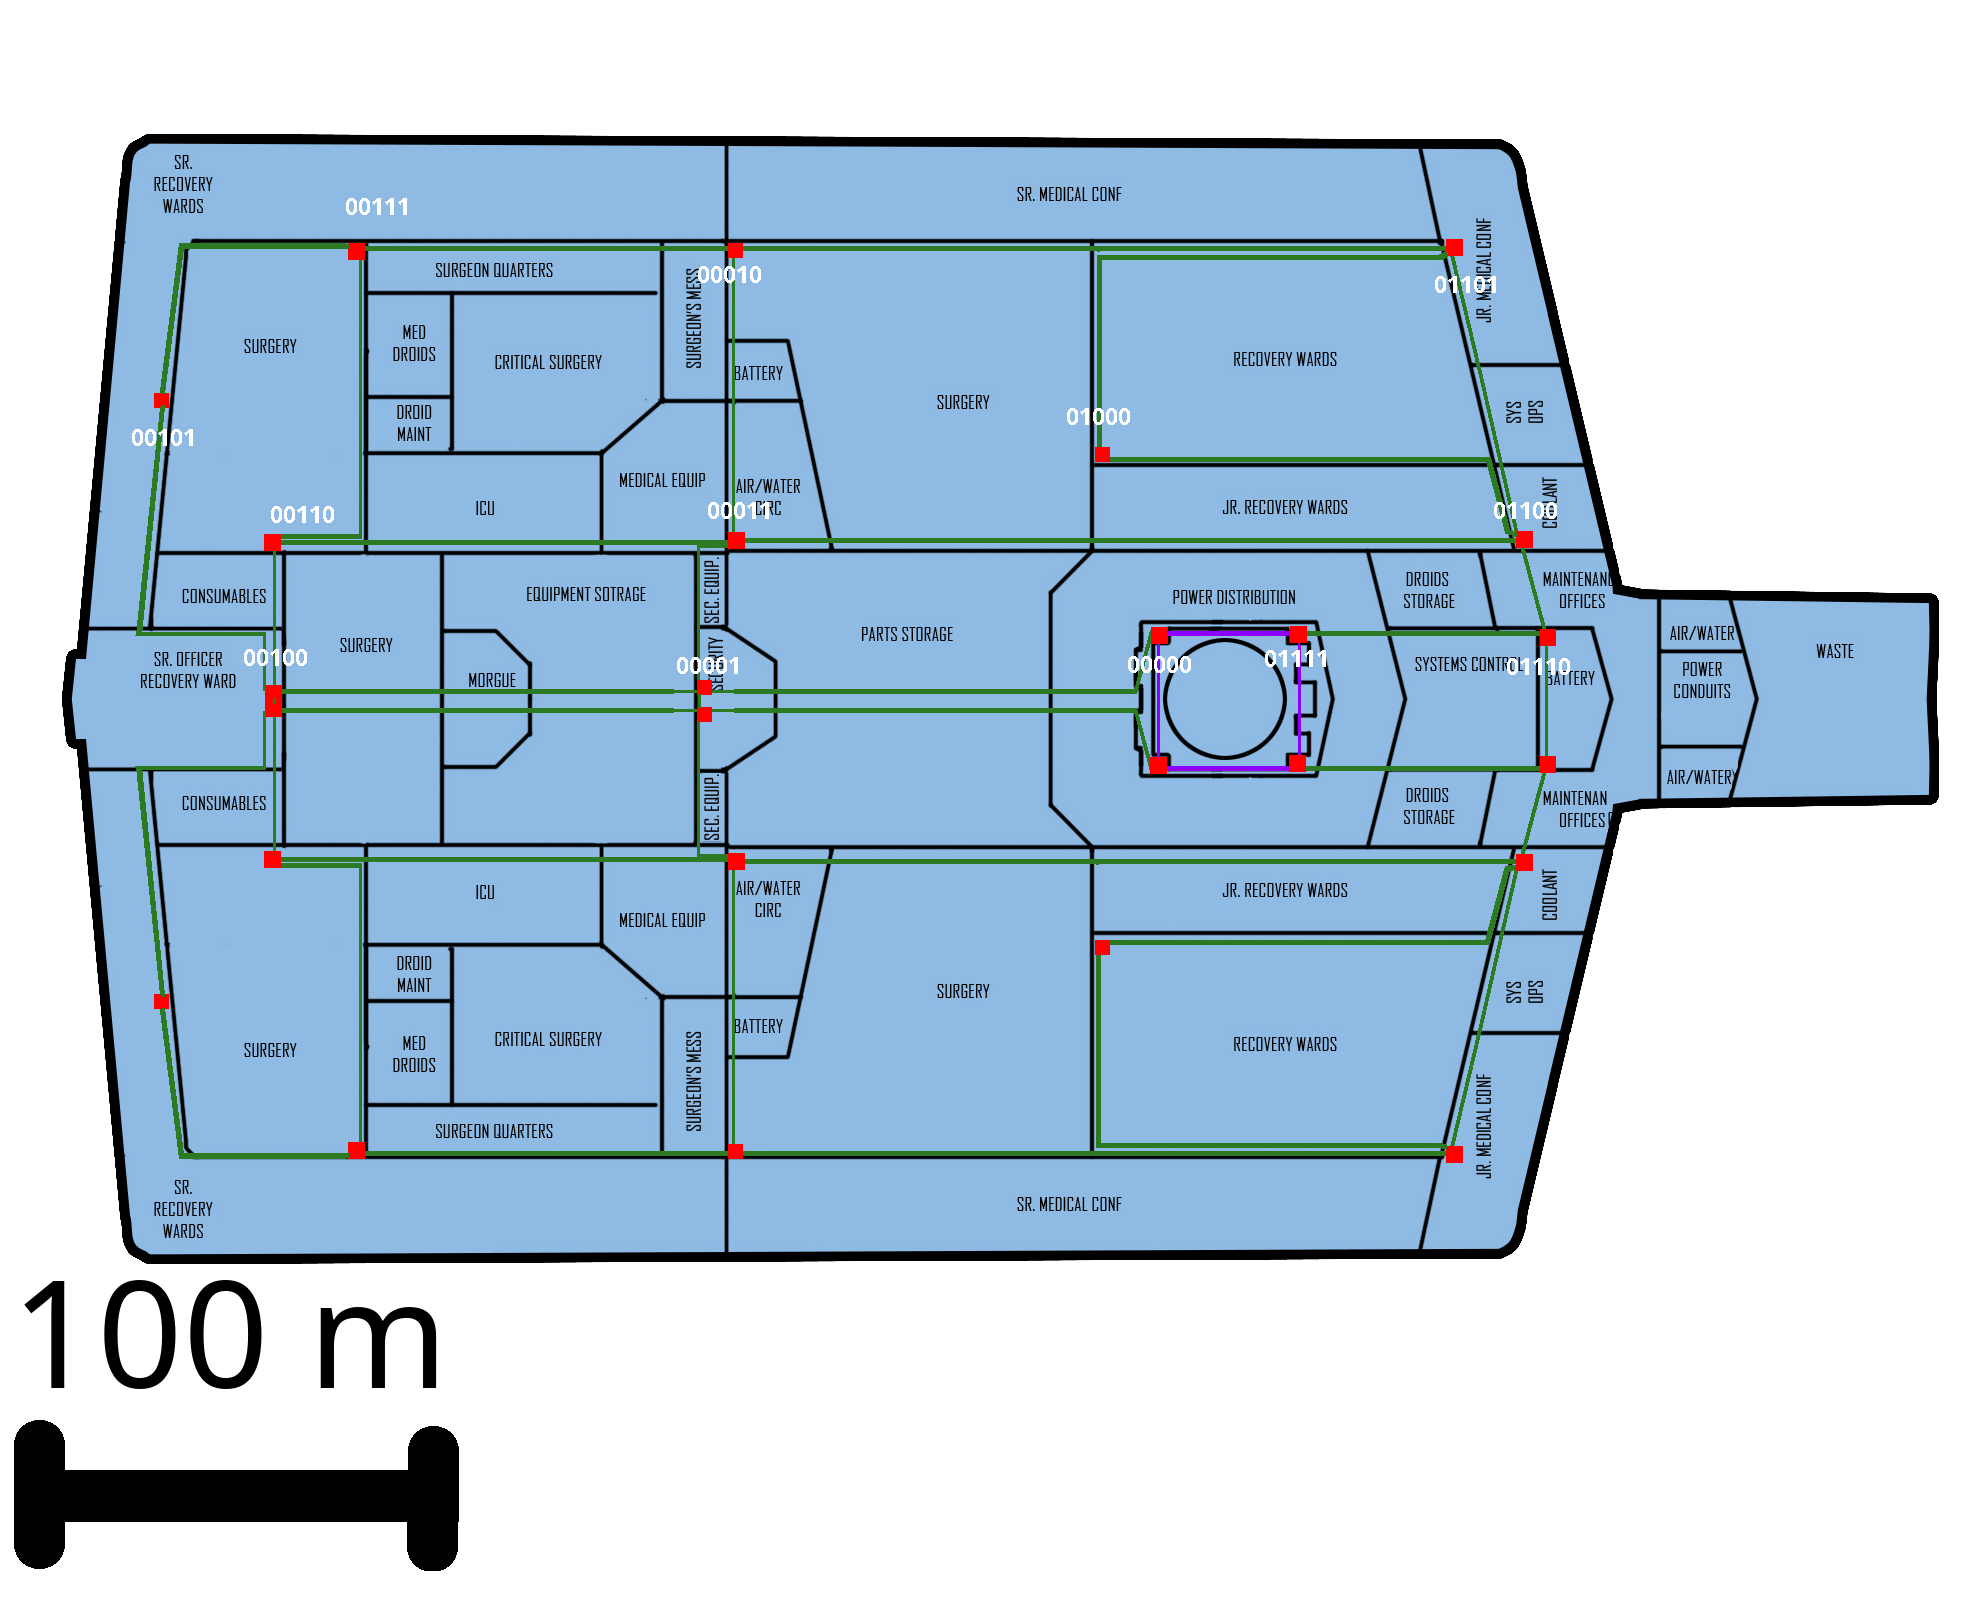 SR.
RECOVERY
WARDS
SR. MEDICAL CONF
00111
JR. MEDICAL CONF
SURGEON QUARTERS
SURGEON'S MESS
00010
01101
SURGERY
MED
DROIDS
CRITICAL SURGERY
BATTERY
RECOVERY WARDS
SURGERY
SYS
OPS
DROID
MAINT
01000
00101
MEDICAL EQUIP
AIR/WATER
CIRC
00011
ICU
JR. RECOVERY WARDS
COOLANT
01100
00110
CONSUMABLES
EQUIPMENT SOTRAGE
SEC. EQUIP.
POWER DISTRIBUTION
DROIDS
STORAGE
MAINTENANC
OFFICES
SURGERY
PARTS STORAGE
AIR/WATER
WASTE
SR. OFFICER
RECOVERY WARD
00100
MORGUE
00001
SECURITY
00000
01111
SYSTEMS CONTROL
01110
BATTERY
POWER
CONDUITS
AIR/WATER
CONSUMABLES
SEC. EQUIP.
DROIDS
STORAGE
MAINTENAN
OFFICES
ICU
MEDICAL EQUIP
AIR/WATER
CIRC
JR. RECOVERY WARDS
COOLANT
DROID
MAINT
SURGERY
SYS
OPS
SURGERY
MED
DROIDS
CRITICAL SURGERY
BATTERY
RECOVERY WARDS
SURGEON'S MESS
SURGEON QUARTERS
JR. MEDICAL CONF
SR.
RECOVERY
WARDS
SR. MEDICAL CONF
100 m